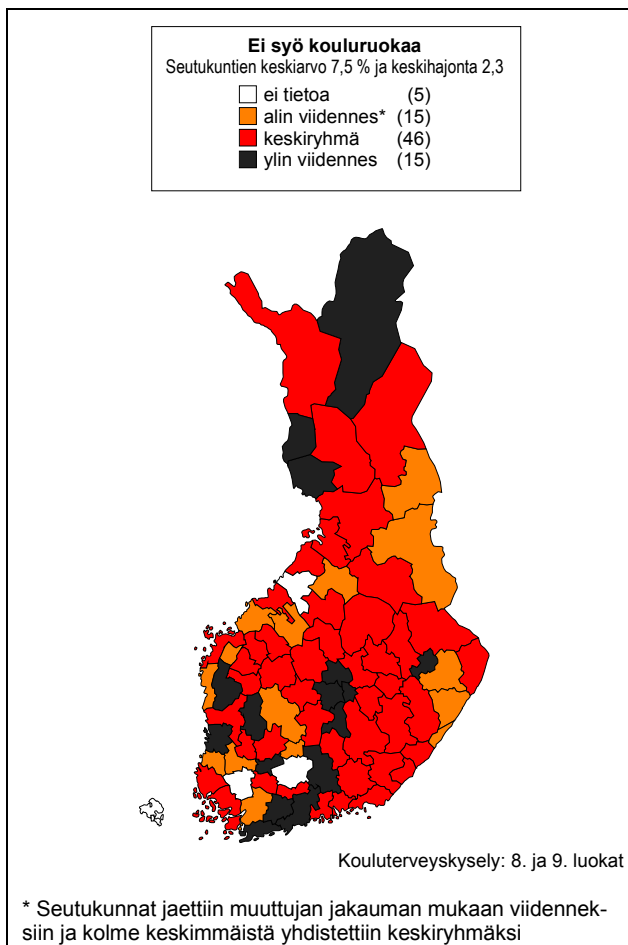 Ei syö kouluruokaa
Seutukuntien keskiarvo 7,5 % ja keskihajonta 2,3
ei tietoa (5)
alin viidennes* (15)
keskiryhmä (46)
ylin viidennes (15)
Kouluterveyskysely: 8. ja 9. luokat
* Seutukunnat jaettiin muuttujan jakauman mukaan viidennek-
siin ja kolme keskimmäistä yhdistettiin keskiryhmäksi